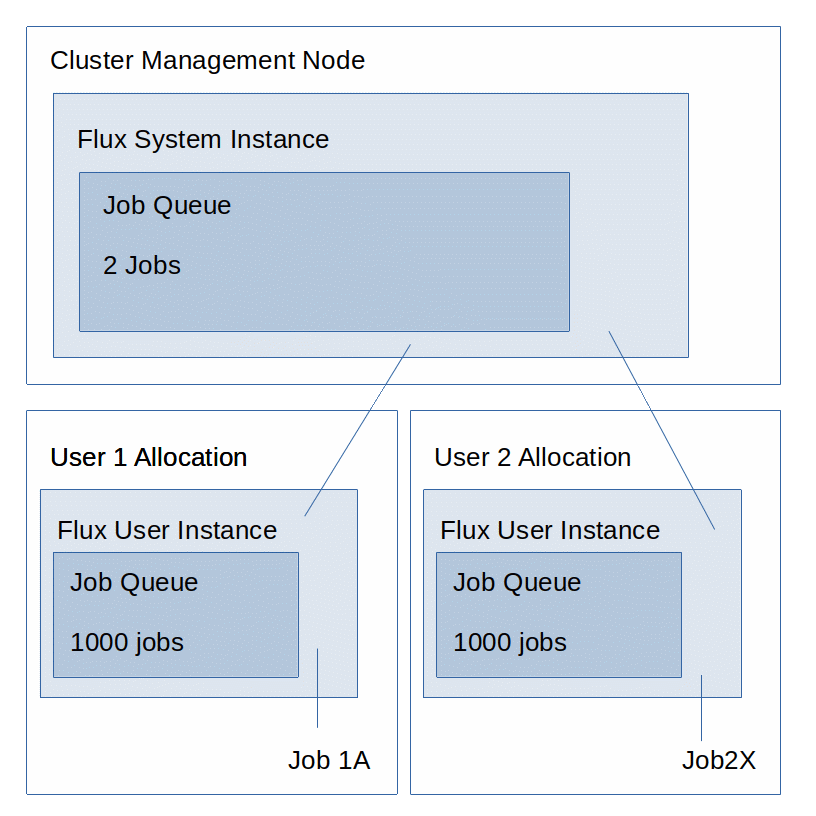 Cluster Management Node
Flux System Instance
Job Queue
2 Jobs
User 1 Allocation
Flux User Instance
Job Queue
1000 jobs
Job 1A
User 2 Allocation
Flux User Instance
Job Queue
1000 jobs
Job2X